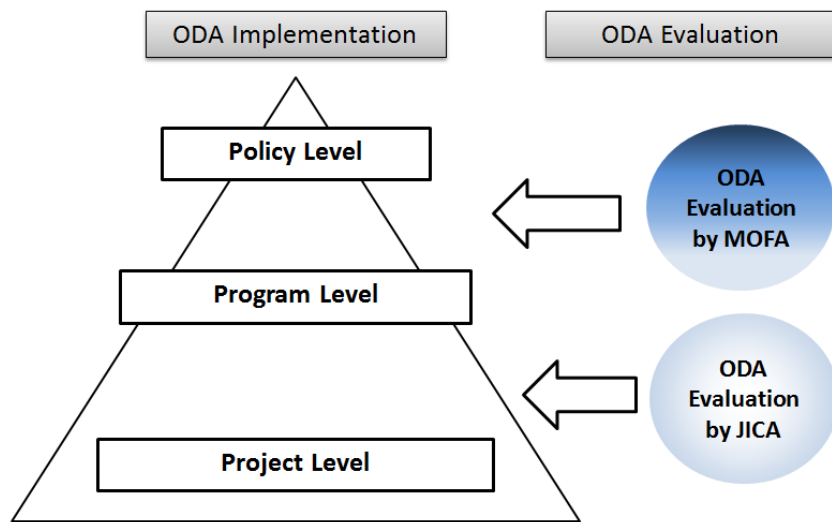 ODA Implementation
ODA Evaluation
Policy Level
ODA
Evaluation
by MOFA
Program Level
ODA
Evaluation
by JICA
Project Level